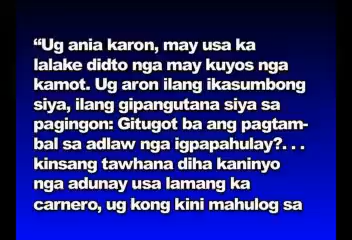 “Ug ania karon, may usa ka
lalake didto nga may kuyos nga
kamot. Ug aron ilang ikasumbong
siya, ilang gipangutana siya sa
pagingon: Gitugot ba ang pagtam-
bal sa adlaw nga igpapahulay?. . .
kinsang tawhana diha kaninyo
nga adunay usa lamang ka
carnero, ug kong kini mahulog sa